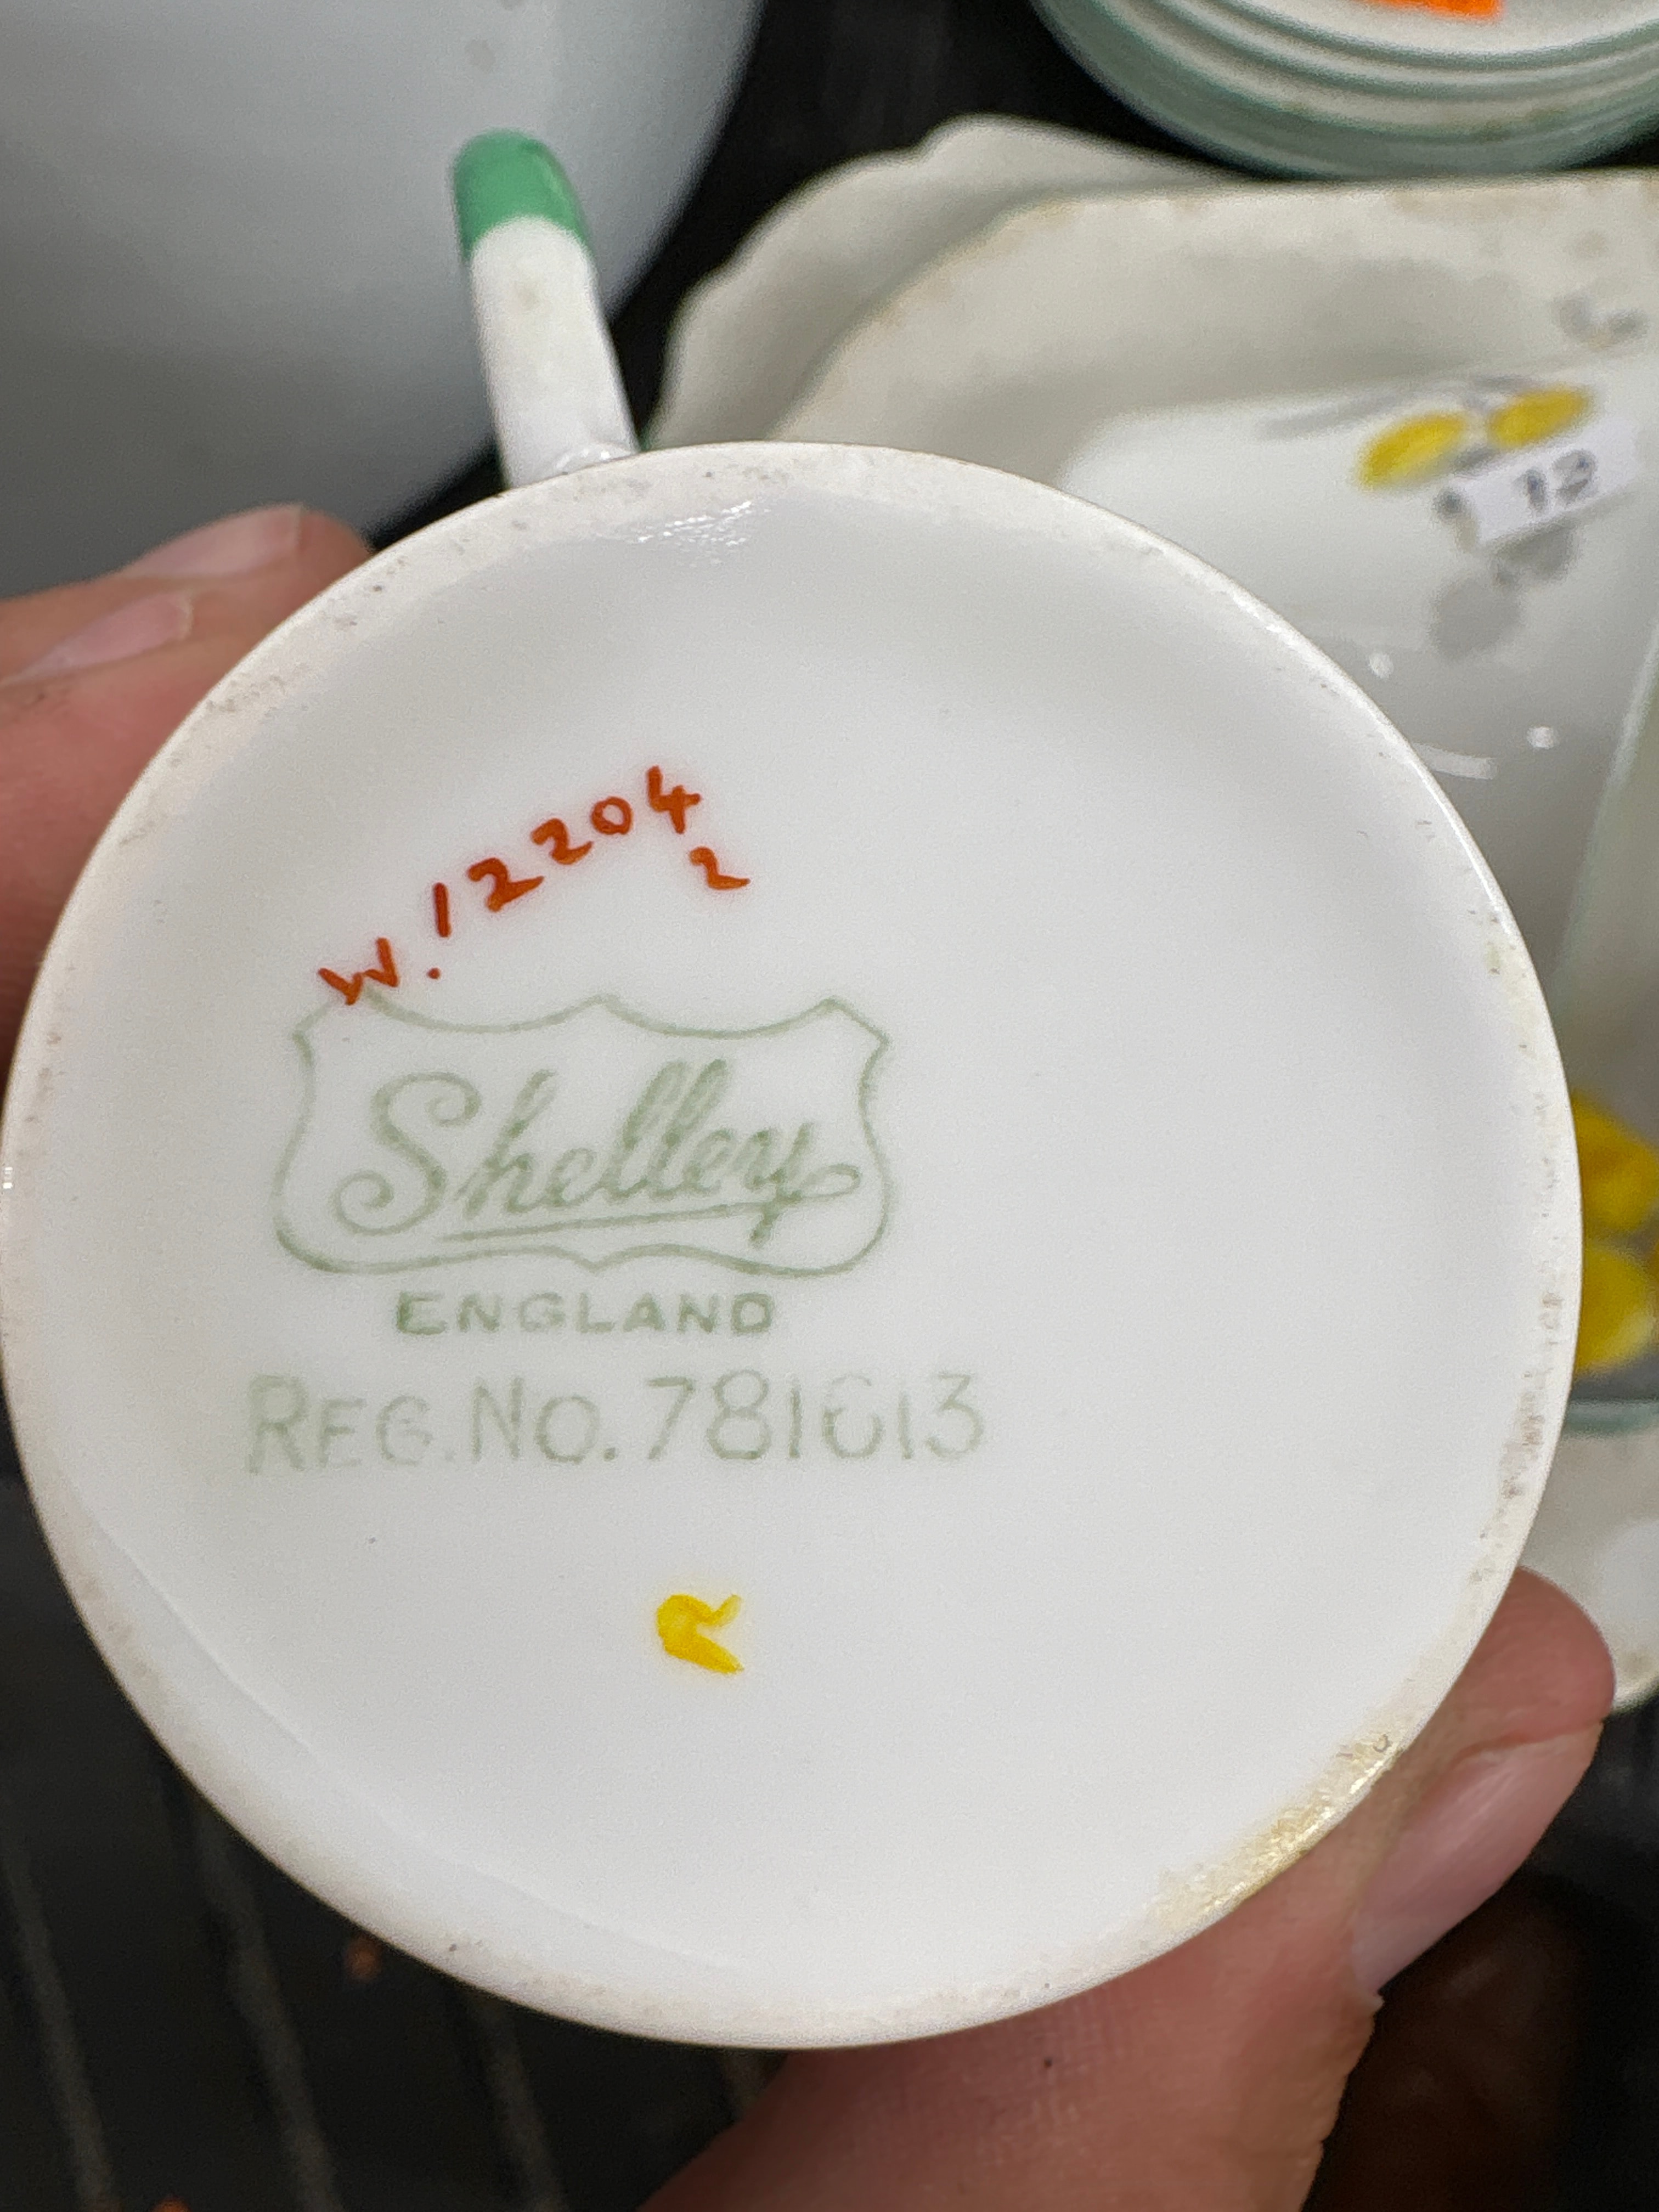 W.12204
2
Shelley
ENGLAND
REG.NO.781613
12